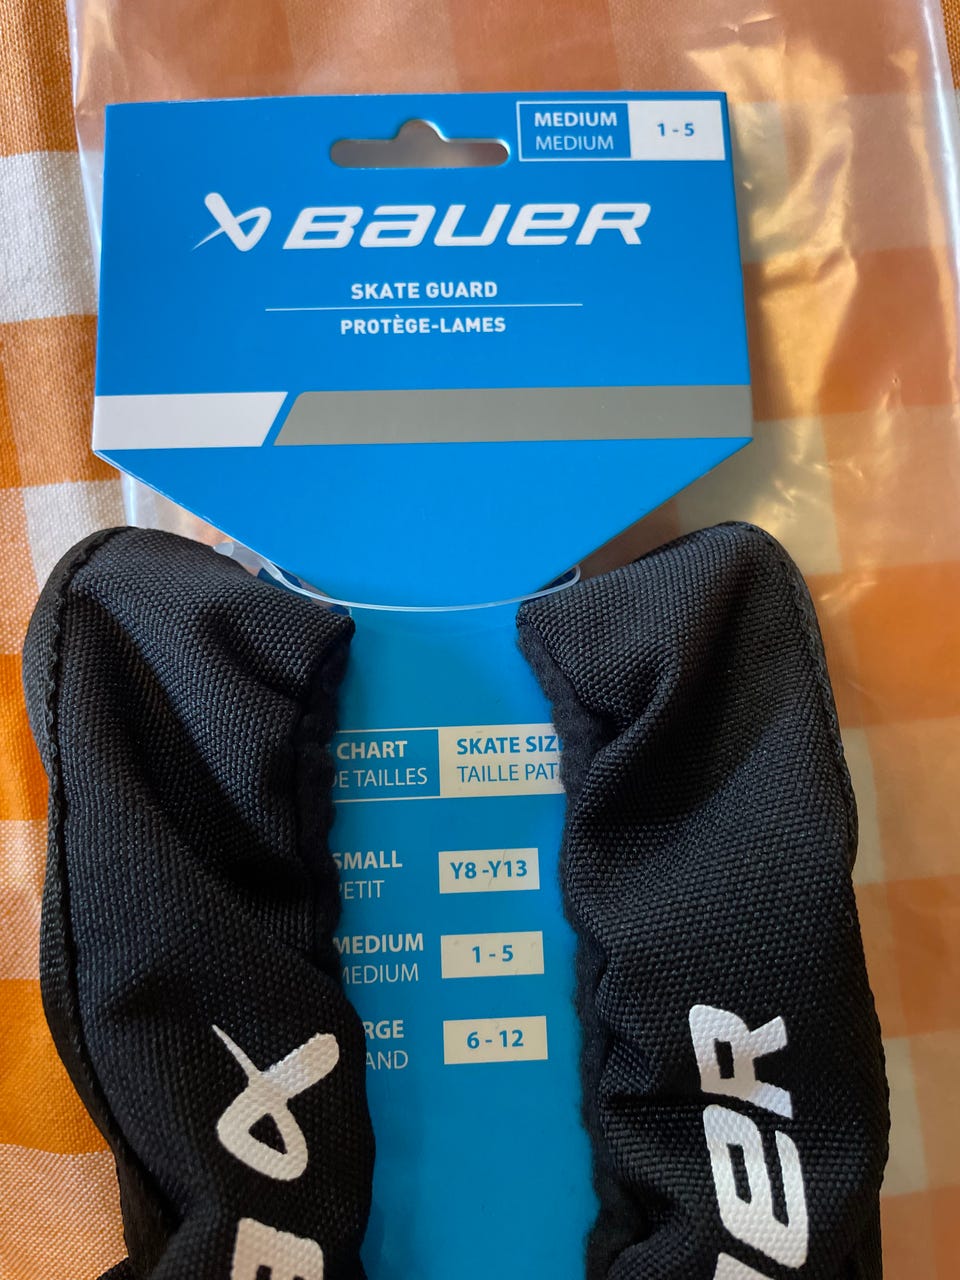 MEDIUM
MEDIUM
1 - 5
BAUER
SKATE GUARD
PROTÈGE-LAMES
CHART
DE TAILLES
SKATE SIZ
TAILLE PAT
SMALL
PETIT
Y8 -Y13
MEDIUM
MEDIUM
1 - 5
RGE
AND
6 - 12
B
ER